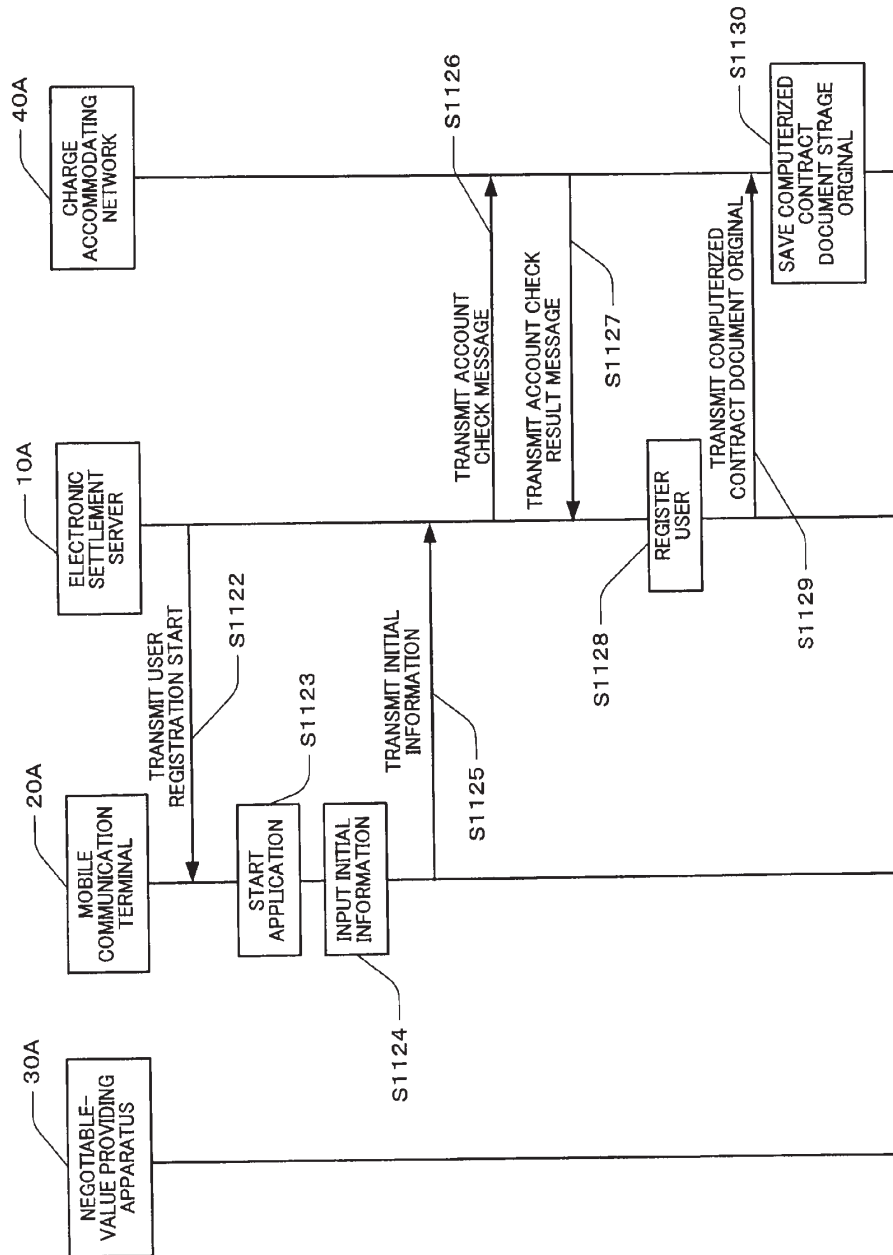 30A
NEGOTIABLE-
VALUE PROVIDING
APPARATUS
20A
MOBILE
COMMUNICATION
TERMINAL
10A
ELECTRONIC
SETTLEMENT
SERVER
40A
CHARGE
ACCOMMODATING
NETWORK
TRANSMIT USER
REGISTRATION START
S1122
START
APPLICATION
S1123
INPUT INITIAL
INFORMATION
S1124
TRANSMIT INITIAL
INFORMATION
S1125
TRANSMIT ACCOUNT
CHECK MESSAGE
S1126
TRANSMIT ACCOUNT CHECK
RESULT MESSAGE
S1127
REGISTER
USER
S1128
TRANSMIT COMPUTERIZED
CONTRACT DOCUMENT ORIGINAL
S1129
SAVE COMPUTERIZED
CONTRACT
DOCUMENT STRAGE
ORIGINAL
S1130